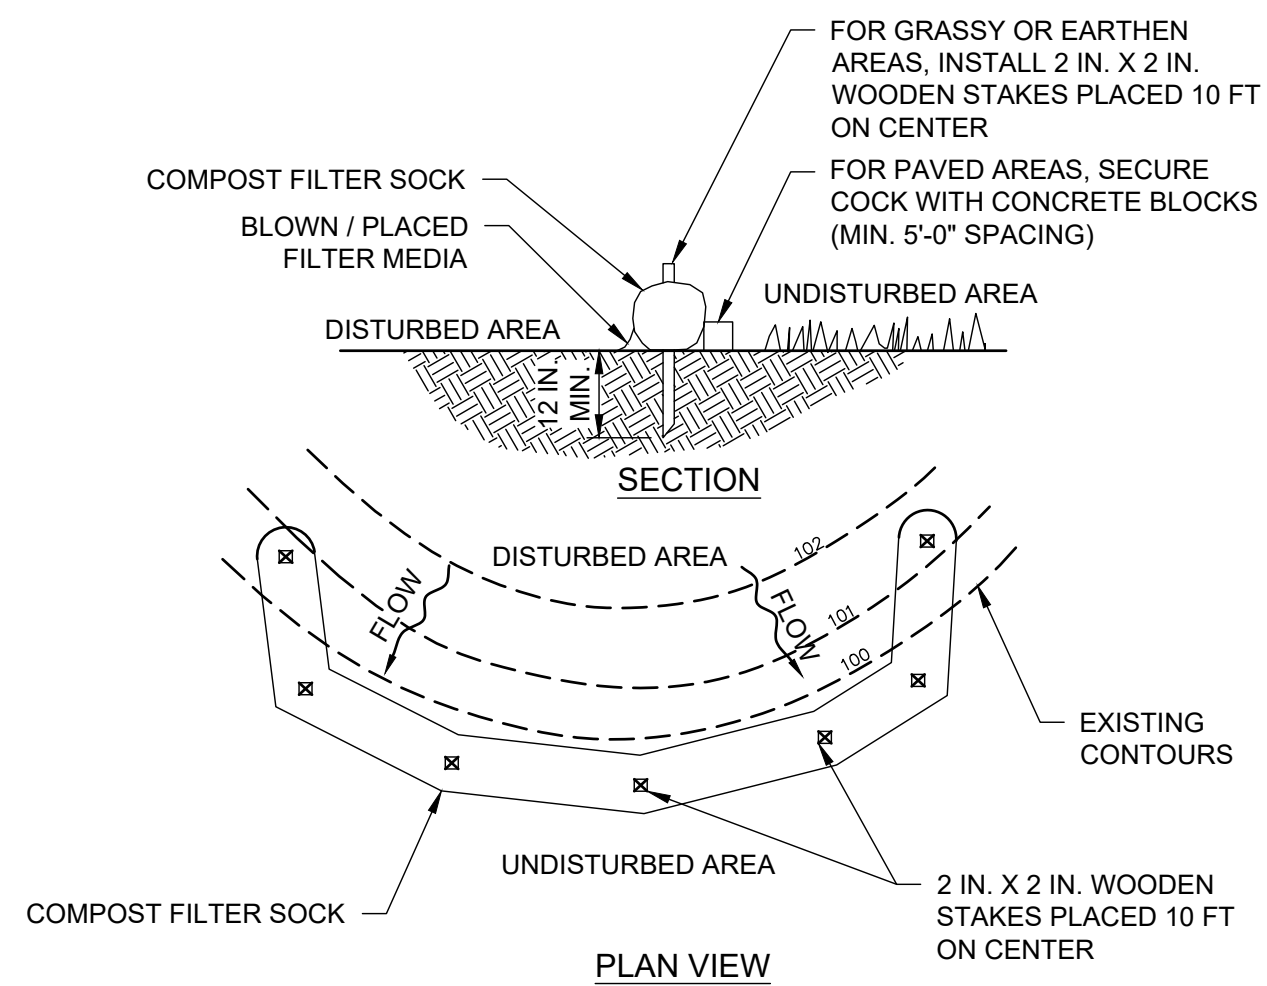 FOR GRASSY OR EARTHEN
AREAS, INSTALL 2 IN. X 2 IN.
WOODEN STAKES PLACED 10 FT
ON CENTER
COMPOST FILTER SOCK
FOR PAVED AREAS, SECURE
COCK WITH CONCRETE BLOCKS
(MIN. 5'-0" SPACING)
BLOWN / PLACED
FILTER MEDIA
UNDISTURBED AREA
DISTURBED AREA
12 IN.
MIN.
SECTION
DISTURBED AREA
102
FLOW
FLOW
101
100
EXISTING
CONTOURS
UNDISTURBED AREA
2 IN. X 2 IN. WOODEN
STAKES PLACED 10 FT
ON CENTER
COMPOST FILTER SOCK
PLAN VIEW